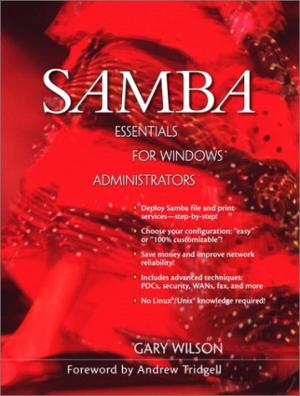 SAMBA
ESSENTIALS
FOR WINDOWS
ADMINISTRATORS
• Deploy Samba file and print
services—step-by-step!
• Choose your configuration: "easy"
or "100% customizable"!
• Save money and improve network
reliability!
• Includes advanced techniques:
PDCs, security, WANs, fax, and more
• No Linux®/Unix® knowledge required!
GARY WILSON
Foreword by Andrew Tridgell